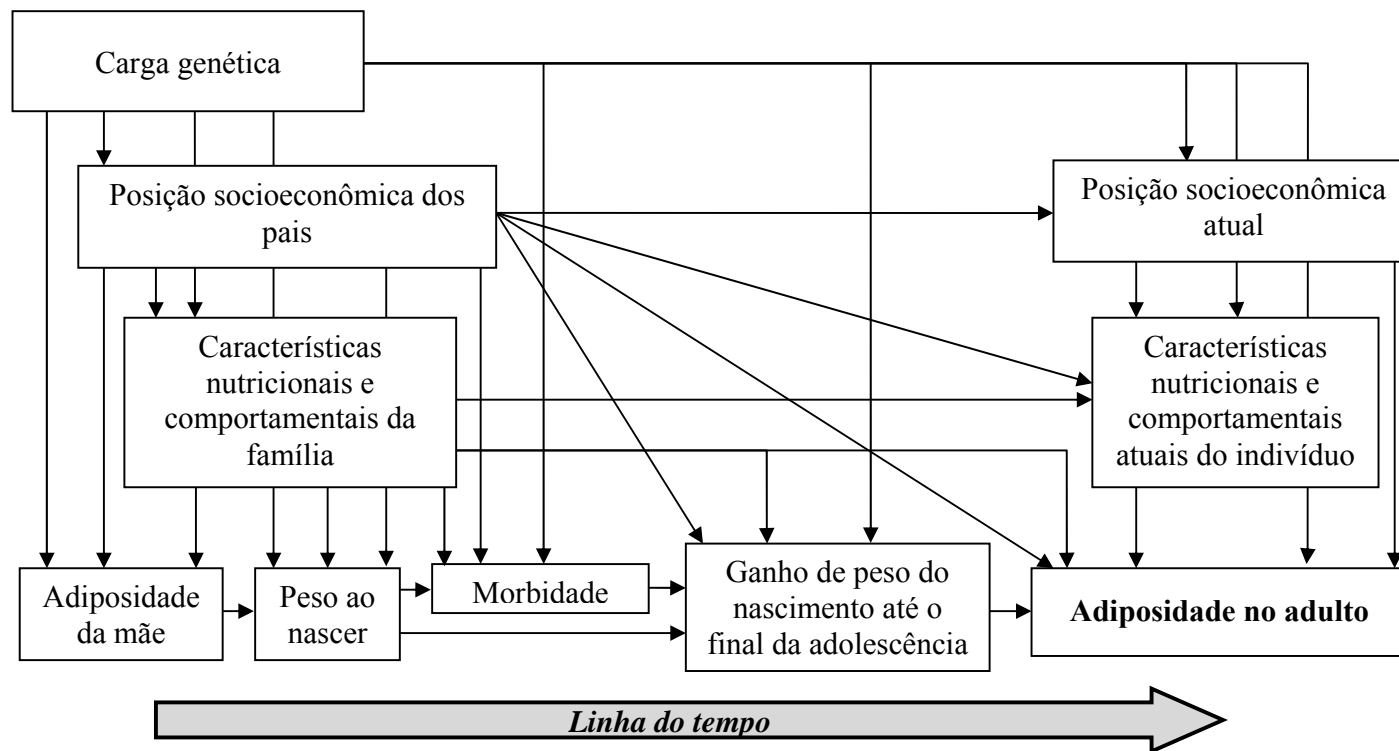 Carga genética
Posição socioeconômica dos
pais
Posição socioeconômica
atual
Características
nutricionais e
comportamentais da
família
Características
nutricionais e
comportamentais
atuais do indivíduo
Adiposidade
da mãe
Peso ao
nascer
Morbidade
Ganho de peso do
nascimento até o
final da adolescência
Adiposidade no adulto
Linha do tempo